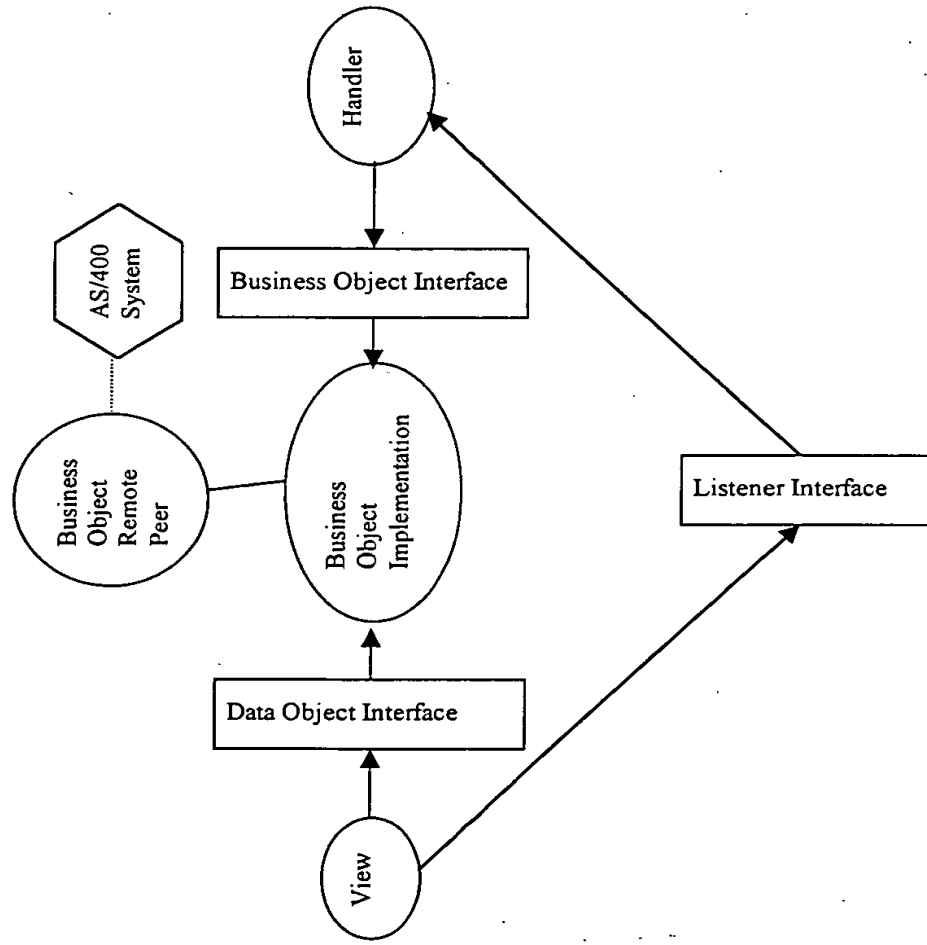 AS/400
System
Business
Object
Remote
Peer
Handler
Business Object Interface
Business
Object
Implementation
Data Object Interface
View
Listener Interface